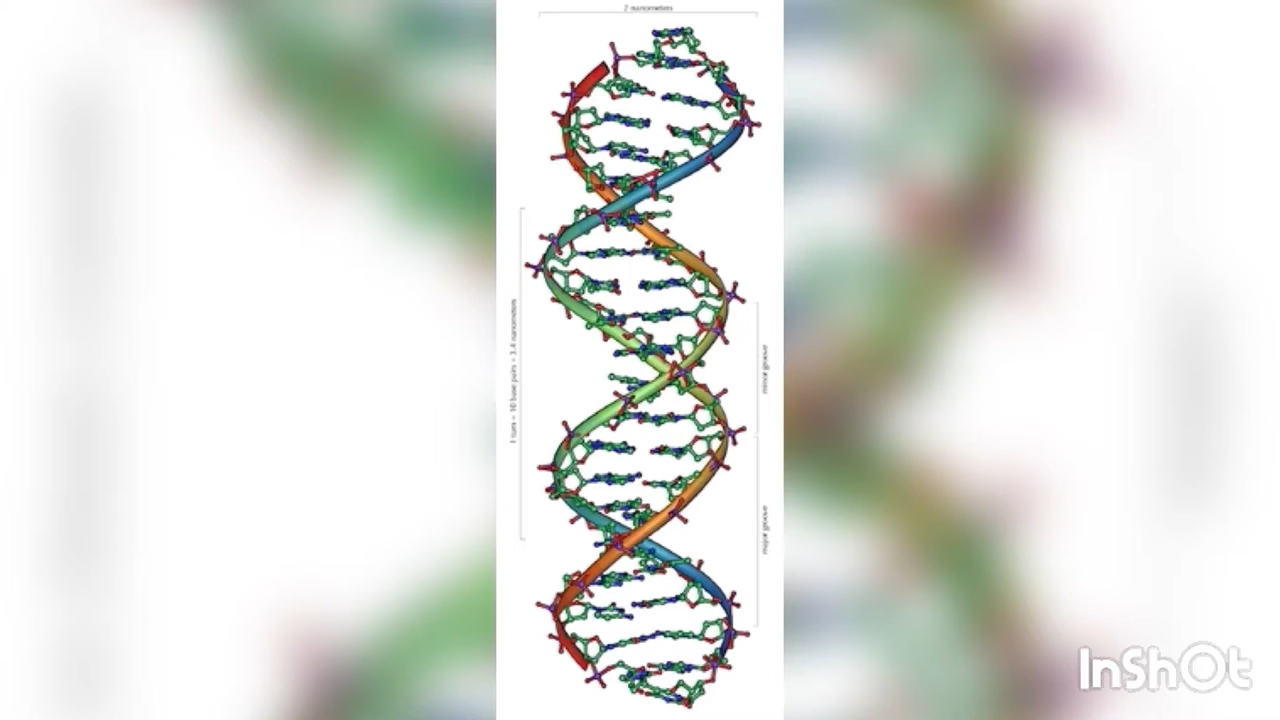 2 nanometers
1 turn = 10 base pairs = 3.4 nanometers
minor groove
major groove
InShOt